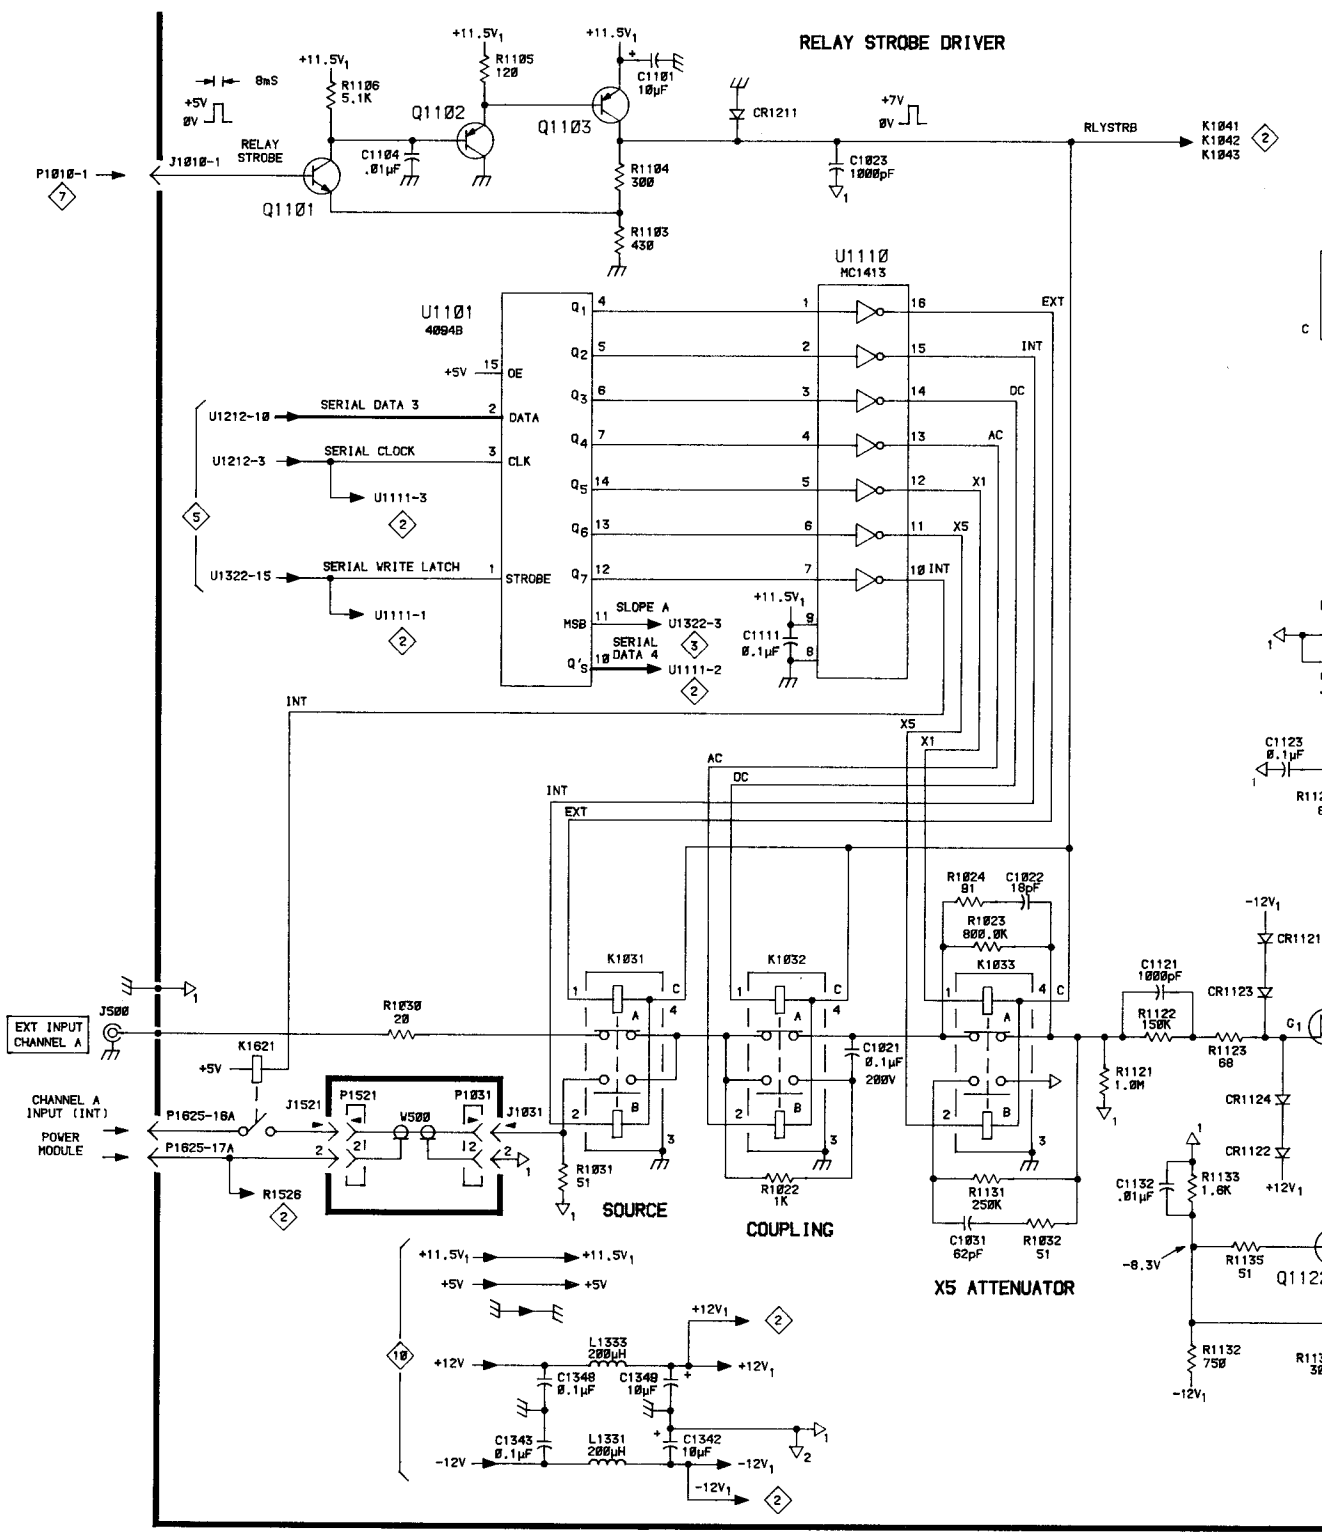 RELAY STROBE DRIVER
+11.5V1
+11.5V1
+11.5V1
R1105
120
C1101
10µF
8mS
R1106
5.1K
+5V
0V
Q1102
Q1103
CR1211
+7V
0V
RLYSTRB
K1041
K1042
K1043
2
J1010-1
RELAY
STROBE
C1104
.01µF
P1010-1
7
Q1101
R1104
300
C1023
1000pF
1
R1103
430
U1101
4094B
U1110
MC1413
Q1 4 1 16 EXT
Q2 5 2 15 INT
+5V 15 OE
Q3 6 3 14 DC
U1212-10 SERIAL DATA 3 2 DATA
Q4 7 4 13 AC
U1212-3 SERIAL CLOCK 3 CLK
Q5 14 5 12 X1
U1111-3
2
5
Q6 13 6 11 X5
U1322-15 SERIAL WRITE LATCH 1 STROBE
Q7 12 7 10 INT
U1111-1
2
+11.5V1
9
C1111
0.1µF
8
MSB 11 SLOPE A U1322-3
3
Q'S 10 SERIAL
DATA 4 U1111-2
2
C
1
INT
X5
X1
AC
DC
INT
EXT
C1123
0.1µF
1
R1024
91
C1022
18pF
R1023
800.0K
-12V1
CR1121
K1031
K1032
K1033
C1121
1000pF
CR1123
1 C
4
A
1 C
4
A
1 4 C
A
1
J500
EXT INPUT
CHANNEL A
R1030
20
C1021
0.1µF
200V
R1122
150K
R1123
68
G1
K1621
+5V
R1121
1.0M
1
CHANNEL A
INPUT (INT)
POWER
MODULE
P1625-16A
P1625-17A
J1521
P1521
W500
P1031
J1031
2 2
2 2
1
2 B
3
2 B
3
2 B
3
CR1124
CR1122
+12V1
R1526
2
R1031
51
1
SOURCE
R1022
1K
COUPLING
R1131
250K
C1031
62pF
R1032
51
X5 ATTENUATOR
1
C1132
.01µF
R1133
1.6K
-8.3V
R1135
51
Q1122
R1132
750
-12V1
+11.5V1 +11.5V1
+5V +5V
10
+12V1
2
+12V
L1333
200µH
+12V1
C1348
0.1µF
C1349
10µF
C1343
0.1µF
L1331
200µH
C1342
10µF
1
2
-12V
-12V1
-12V1
2